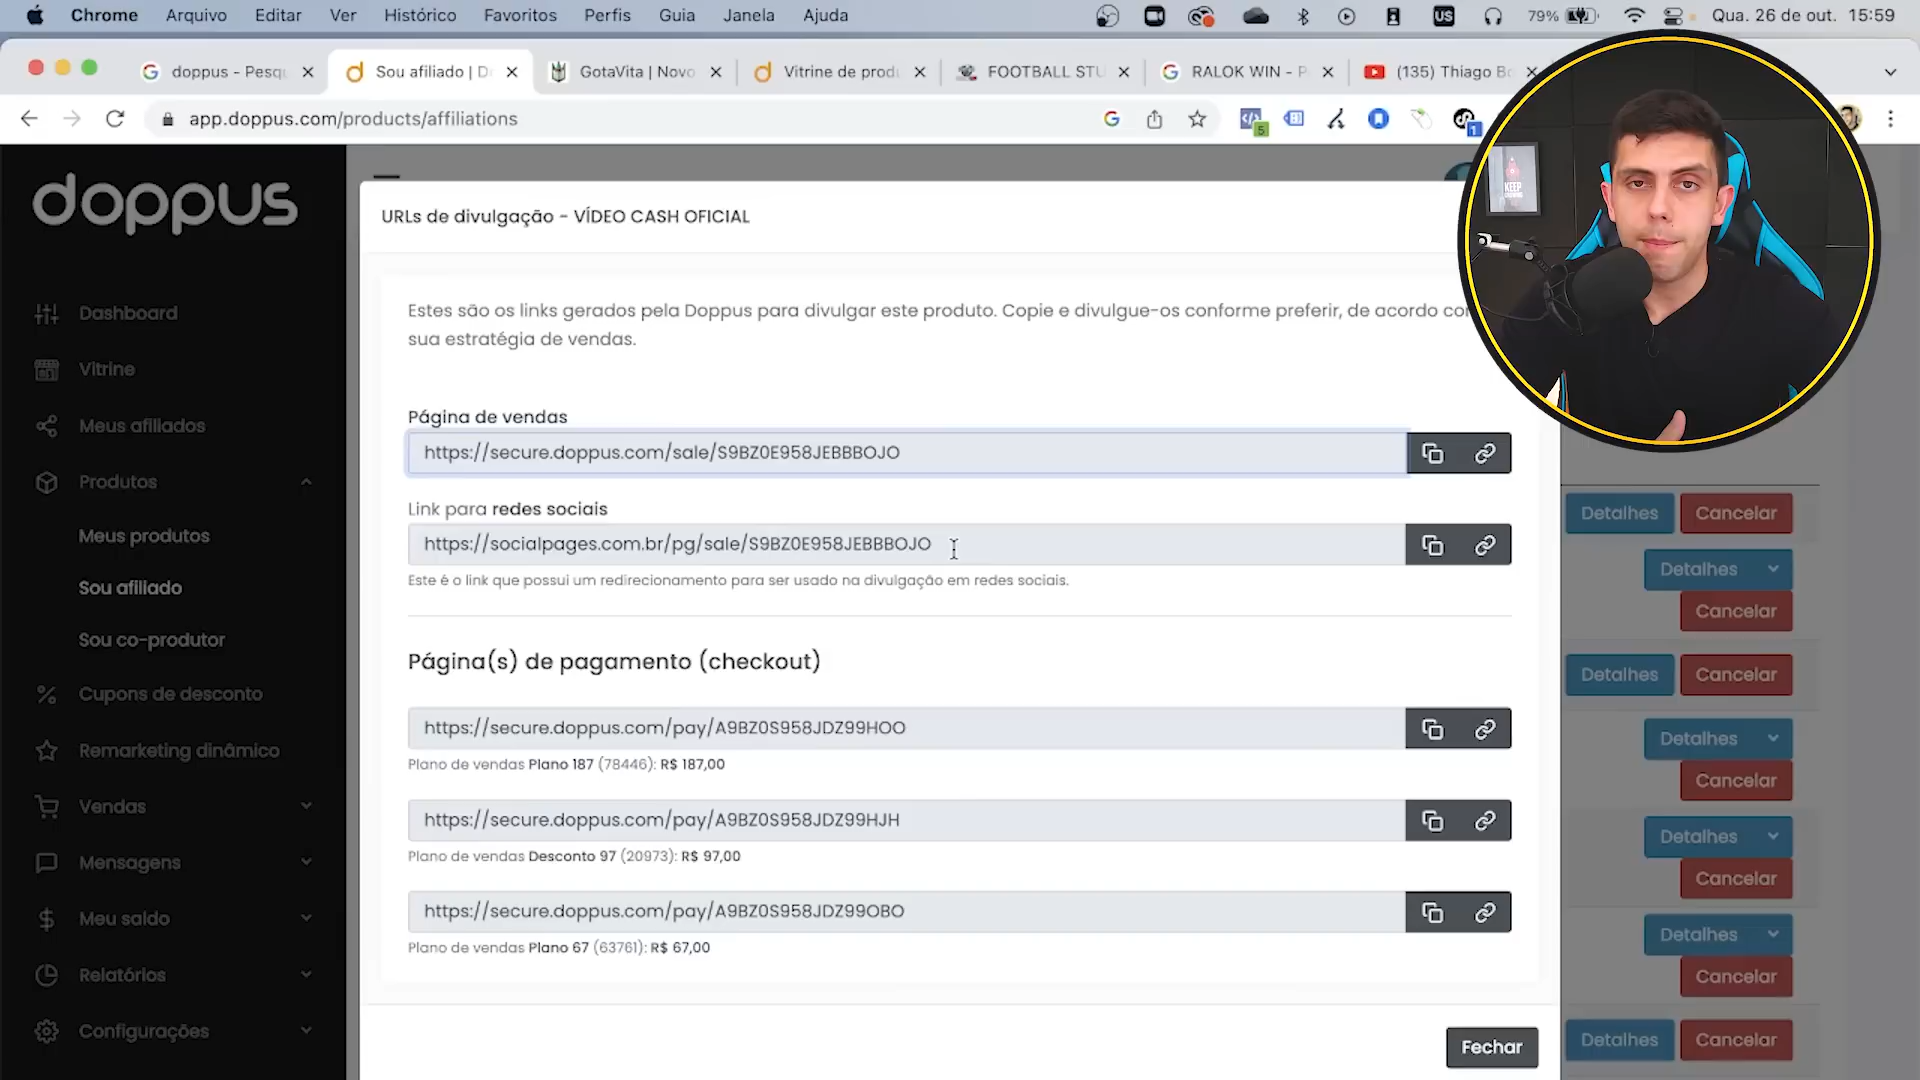 Chrome Arquivo Editar Ver Histórico Favoritos Perfis Guia Janela Ajuda US 79% Qua. 26 de out. 15:59
doppus - Pesq
Sou afiliado | D
GotaVita | Novo
Vitrine de prod
FOOTBALL STU
RALOK WIN - P
(135) Thiago Bo
app.doppus.com/products/affiliations
5
1
doppus
Dashboard
Vitrine
Meus afiliados
Produtos
Meus produtos
Sou afiliado
Sou co-produtor
Cupons de desconto
Remarketing dinâmico
Vendas
Mensagens
Meu saldo
Relatórios
Configurações
URLs de divulgação - VÍDEO CASH OFICIAL
Estes são os links gerados pela Doppus para divulgar este produto. Copie e divulgue-os conforme preferir, de acordo co
sua estratégia de vendas.
Página de vendas
https://secure.doppus.com/sale/S9BZ0E958JEBBBOJO
Link para redes sociais
https://socialpages.com.br/pg/sale/S9BZ0E958JEBBBOJO
Este é o link que possui um redirecionamento para ser usado na divulgação em redes sociais.
Página(s) de pagamento (checkout)
https://secure.doppus.com/pay/A9BZ0S958JDZ99HOO
Plano de vendas Plano 187 (78446): R$ 187,00
https://secure.doppus.com/pay/A9BZ0S958JDZ99HJH
Plano de vendas Desconto 97 (20973): R$ 97,00
https://secure.doppus.com/pay/A9BZ0S958JDZ99OBO
Plano de vendas Plano 67 (63761): R$ 67,00
Fechar
KEEP
Detalhes Cancelar
Detalhes
Cancelar
Detalhes Cancelar
Detalhes
Cancelar
Detalhes
Cancelar
Detalhes
Cancelar
Detalhes Cancelar